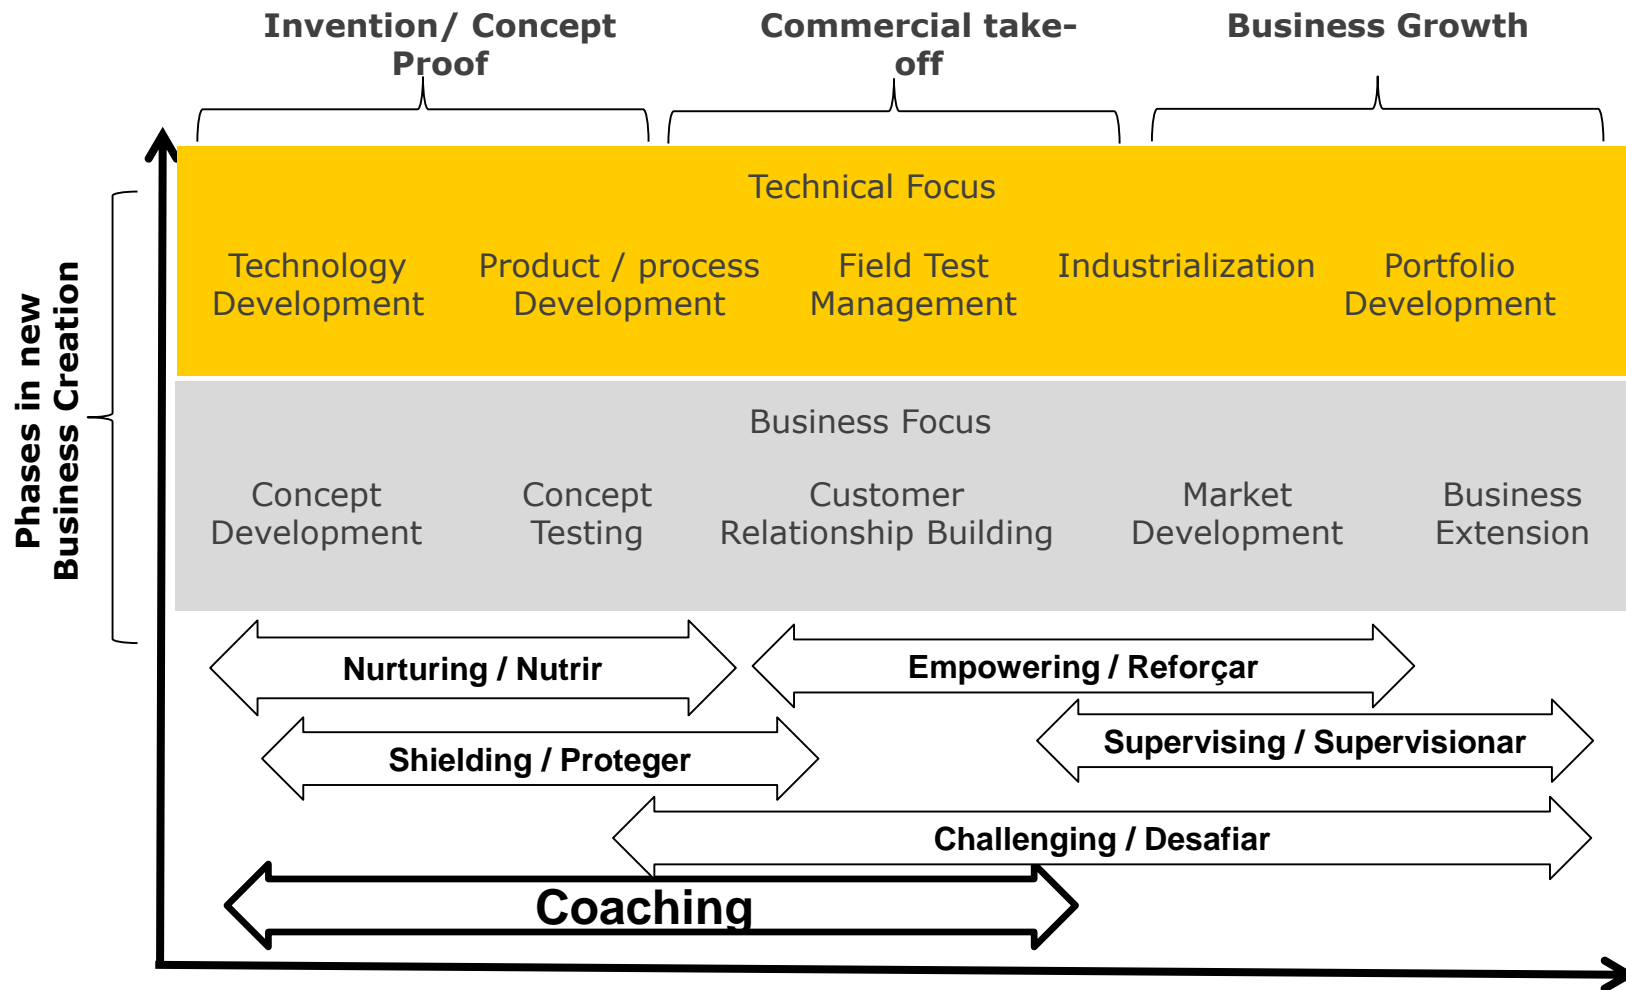 Invention/ Concept
Proof
Commercial take-
off
Business Growth
Phases in new
Business Creation
Technical Focus
Technology
Development
Product / process
Development
Field Test
Management
Industrialization
Portfolio
Development
Business Focus
Concept
Development
Concept
Testing
Customer
Relationship Building
Market
Development
Business
Extension
Nurturing / Nutrir
Empowering / Reforçar
Shielding / Proteger
Supervising / Supervisionar
Challenging / Desafiar
Coaching